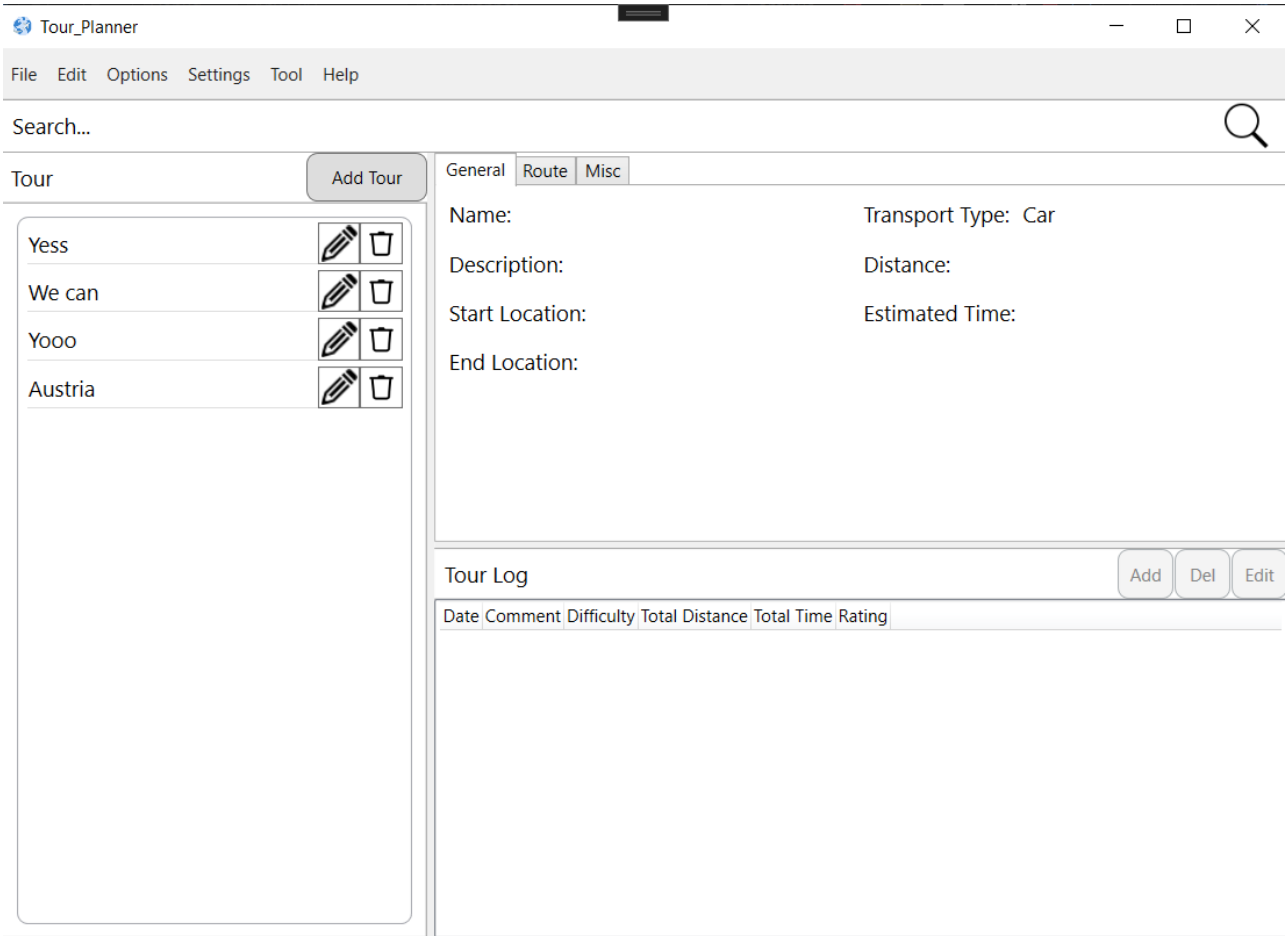 Tour_Planner
File Edit Options Settings Tool Help
Search...
Tour
Add Tour
Yess
We can
Yooo
Austria
General Route Misc
Name:
Transport Type: Car
Description:
Distance:
Start Location:
Estimated Time:
End Location:
Tour Log
Add Del Edit
Date Comment Difficulty Total Distance Total Time Rating